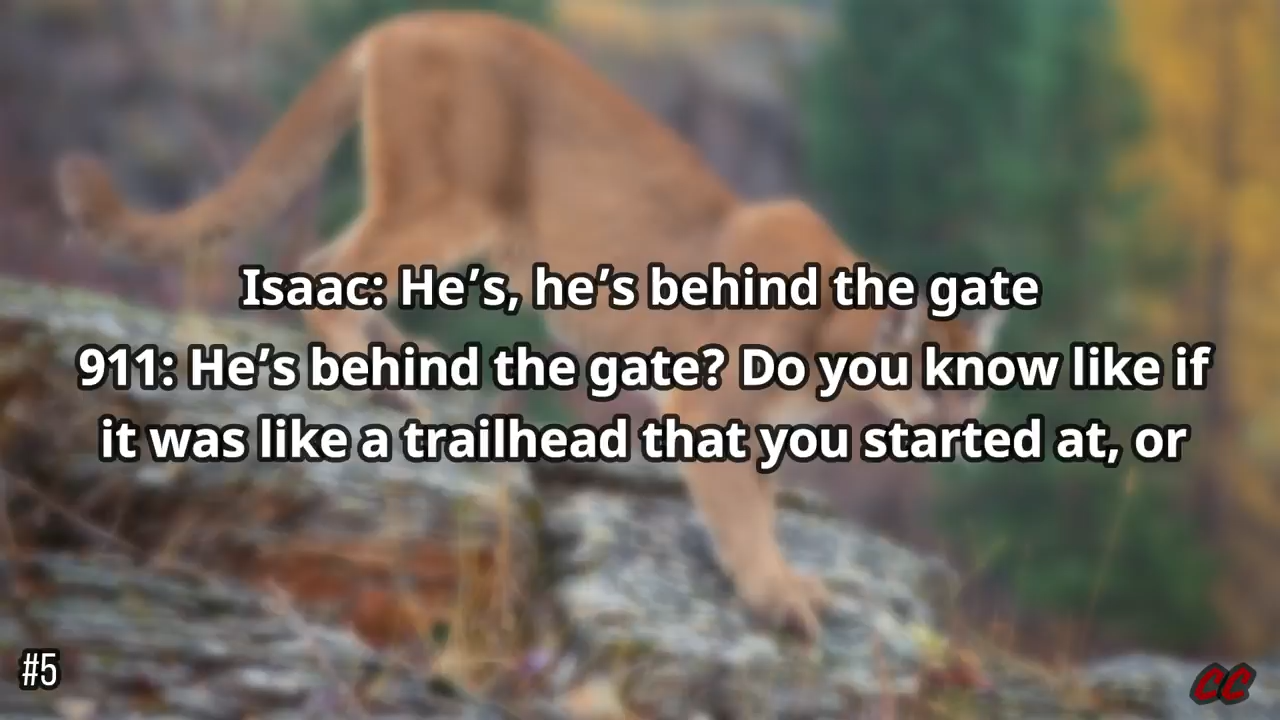 Isaac: He’s, he’s behind the gate
911: He’s behind the gate? Do you know like if
it was like a trailhead that you started at, or
#5
CC